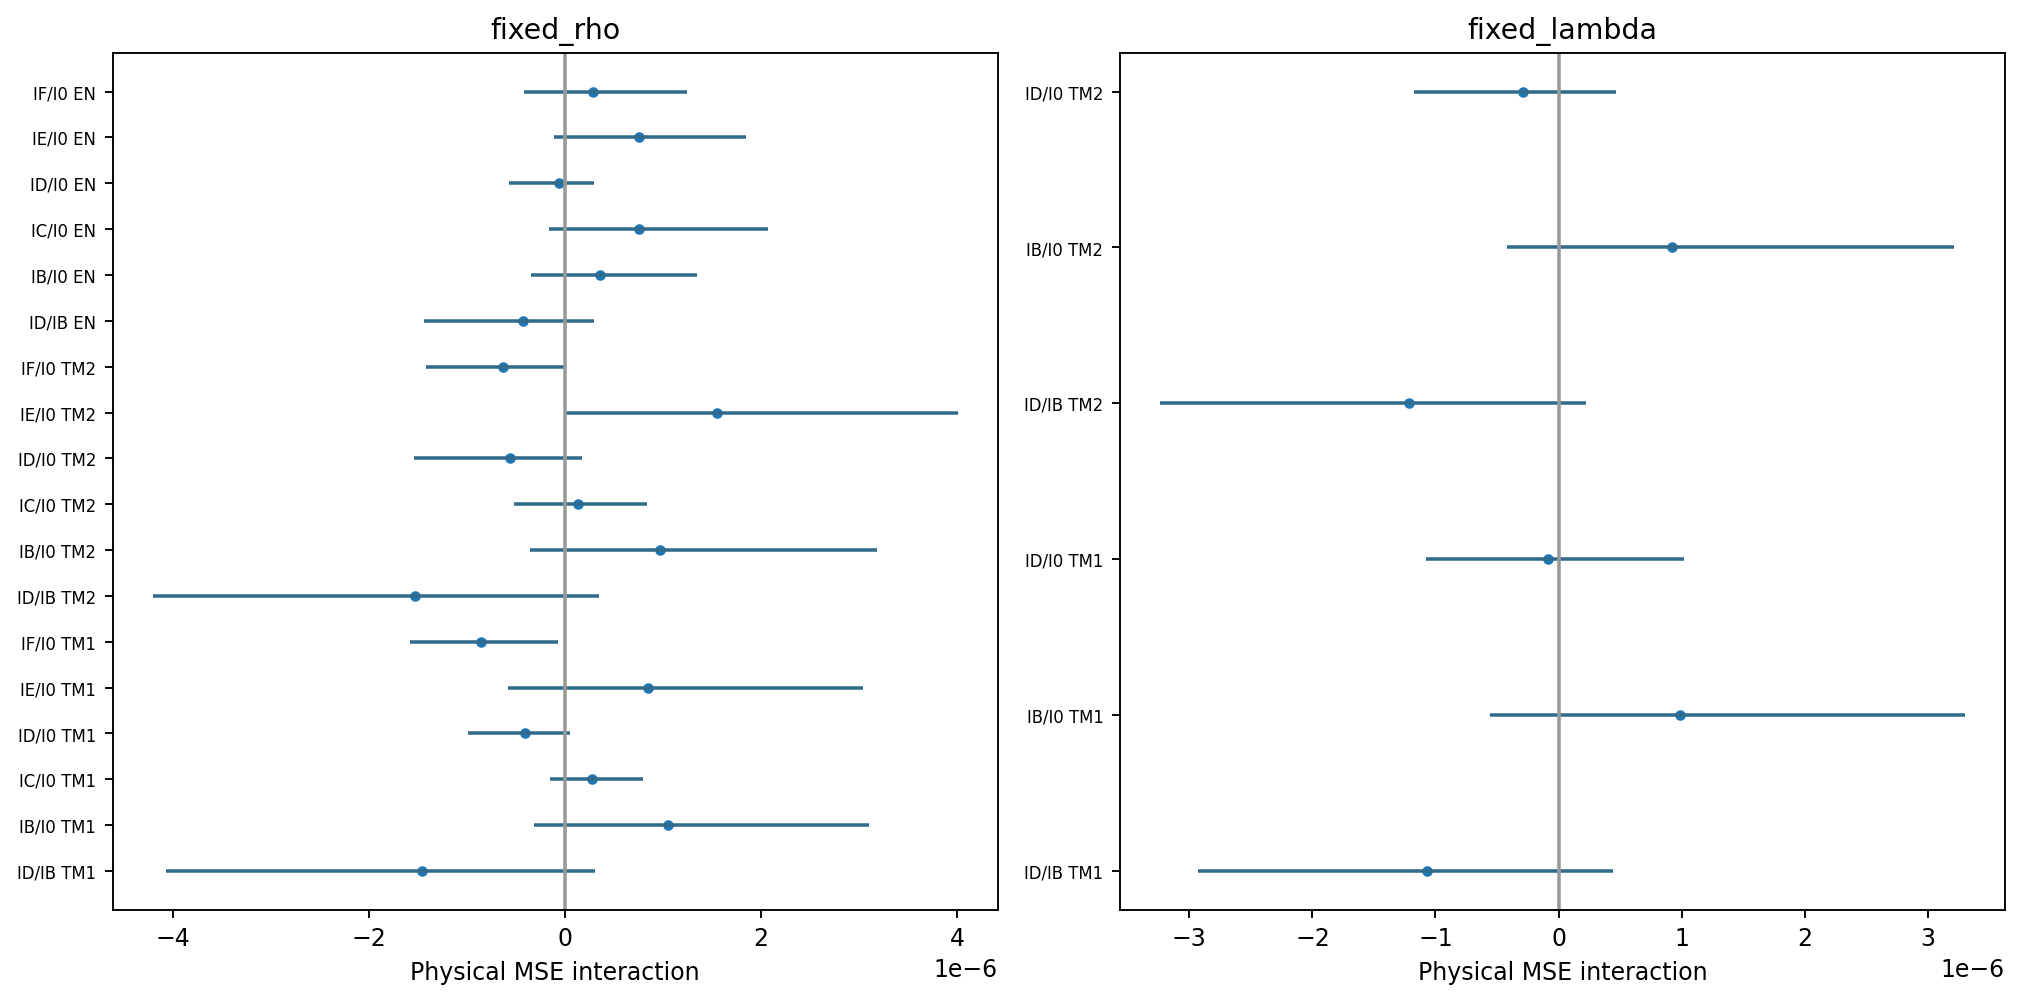 fixed_rho
IF/I0 EN
IE/I0 EN
ID/I0 EN
IC/I0 EN
IB/I0 EN
ID/IB EN
IF/I0 TM2
IE/I0 TM2
ID/I0 TM2
IC/I0 TM2
IB/I0 TM2
ID/IB TM2
IF/I0 TM1
IE/I0 TM1
ID/I0 TM1
IC/I0 TM1
IB/I0 TM1
ID/IB TM1
−4 −2 0 2 4
1e−6
Physical MSE interaction
fixed_lambda
ID/I0 TM2
IB/I0 TM2
ID/IB TM2
ID/I0 TM1
IB/I0 TM1
ID/IB TM1
−3 −2 −1 0 1 2 3
1e−6
Physical MSE interaction